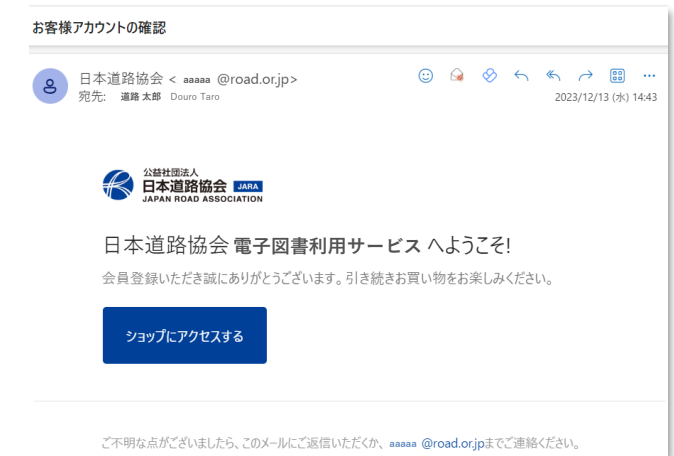 お客様アカウントの確認
日本道路協会 < aaaaa @road.or.jp>
宛先: 道路 太郎 Douro Taro
2023/12/13 (水) 14:43
公益社団法人
日本道路協会 JARA
JAPAN ROAD ASSOCIATION
日本道路協会 電子図書利用サービス へようこそ!
会員登録いただき誠にありがとうございます。引き続きお買い物をお楽しみください。
ショップにアクセスする
ご不明な点がございましたら、このメールにご返信いただくか、 aaaaa @road.or.jpまでご連絡ください。